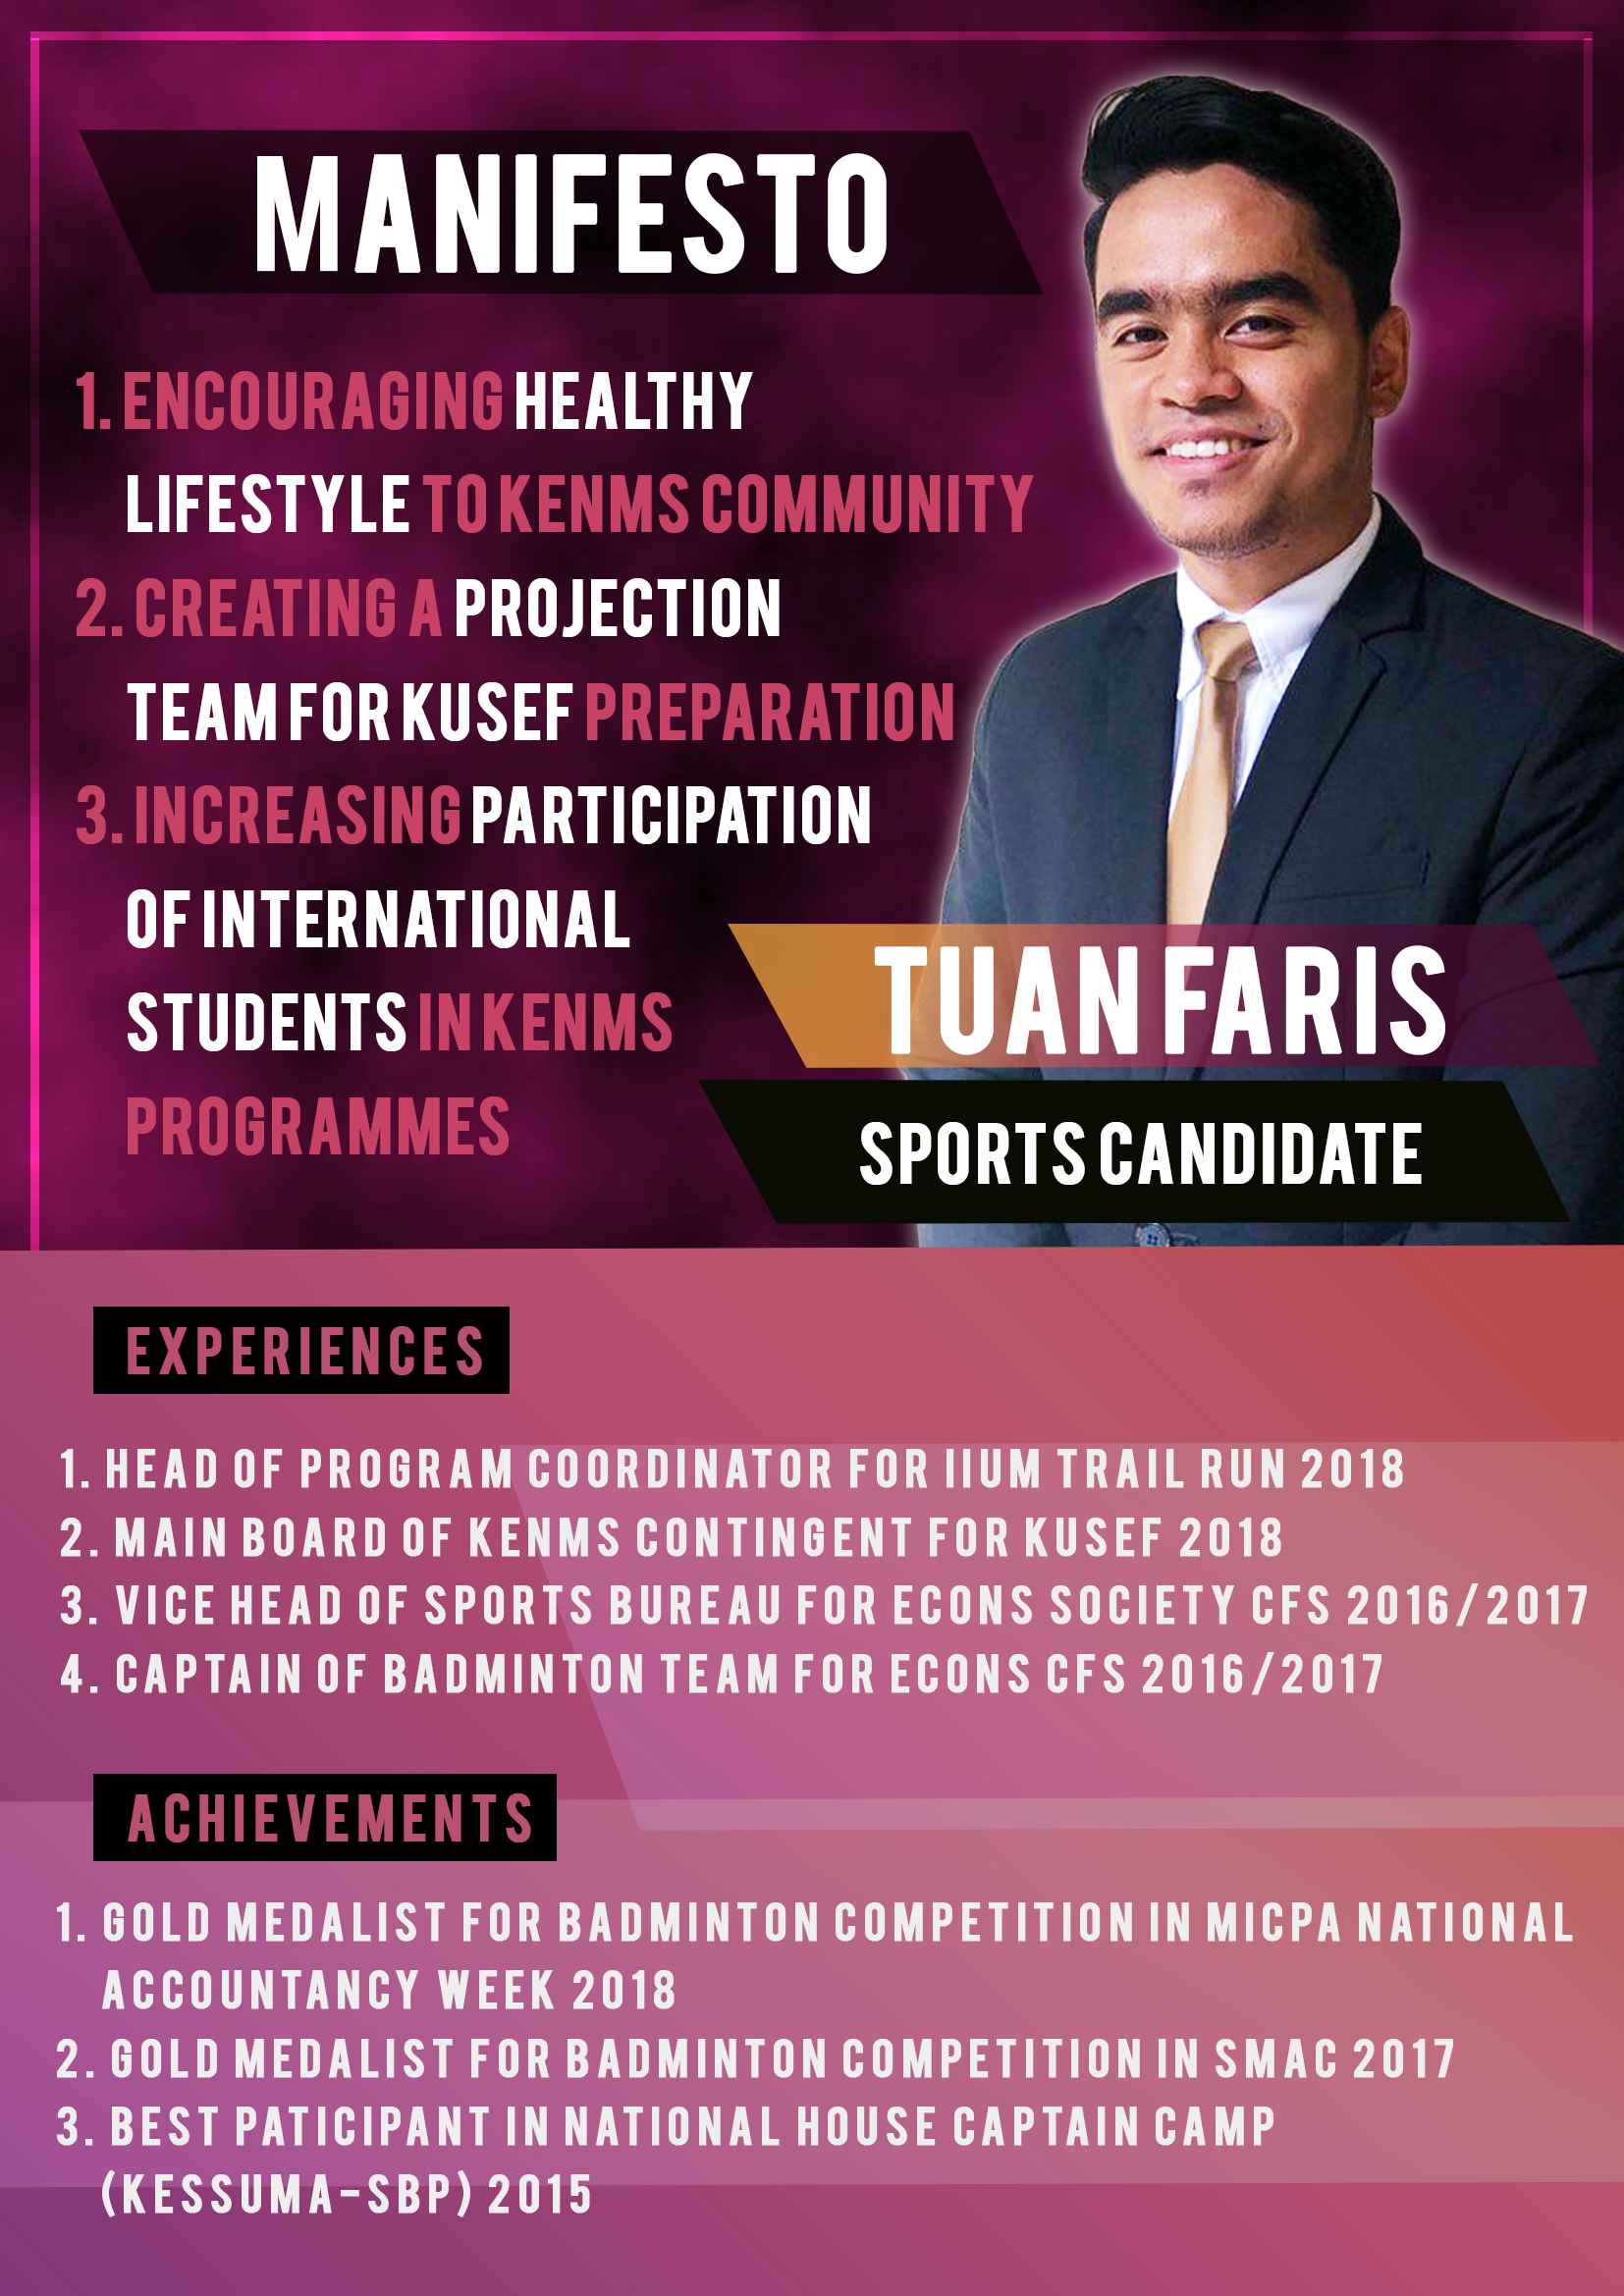 MANIFESTO
1. ENCOURAGING HEALTHY
LIFESTYLE TO KENMS COMMUNITY
2. CREATING A PROJECTION
TEAM FOR KUSEF PREPARATION
3. INCREASING PARTICIPATION
OF INTERNATIONAL
STUDENTS IN KENMS
PROGRAMMES
TUAN FARIS
SPORTS CANDIDATE
EXPERIENCES
1. HEAD OF PROGRAM COORDINATOR FOR IIUM TRAIL RUN 2018
2. MAIN BOARD OF KENMS CONTINGENT FOR KUSEF 2018
3. VICE HEAD OF SPORTS BUREAU FOR ECONS SOCIETY CFS 2016/2017
4. CAPTAIN OF BADMINTON TEAM FOR ECONS CFS 2016/2017
ACHIEVEMENTS
1. GOLD MEDALIST FOR BADMINTON COMPETITION IN MICPA NATIONAL
ACCOUNTANCY WEEK 2018
2. GOLD MEDALIST FOR BADMINTON COMPETITION IN SMAC 2017
3. BEST PATICIPANT IN NATIONAL HOUSE CAPTAIN CAMP
(KESSUMA-SBP) 2015